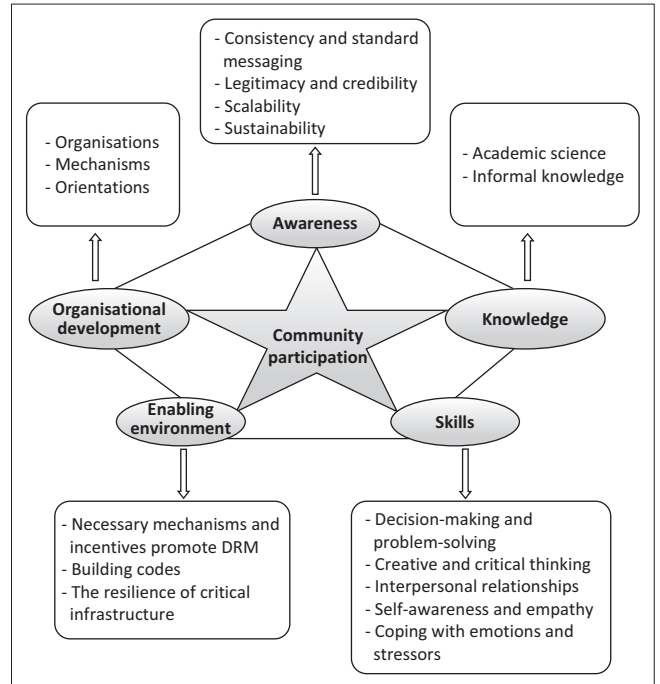 - Consistency and standard
messaging
- Legitimacy and credibility
- Scalability
- Sustainability
- Organisations
- Mechanisms
- Orientations
- Academic science
- Informal knowledge
Awareness
Organisational
development
Community
participation
Knowledge
Enabling
environment
Skills
- Necessary mechanisms and
incentives promote DRM
- Building codes
- The resilience of critical
infrastructure
- Decision-making and
problem-solving
- Creative and critical thinking
- Interpersonal relationships
- Self-awareness and empathy
- Coping with emotions and
stressors